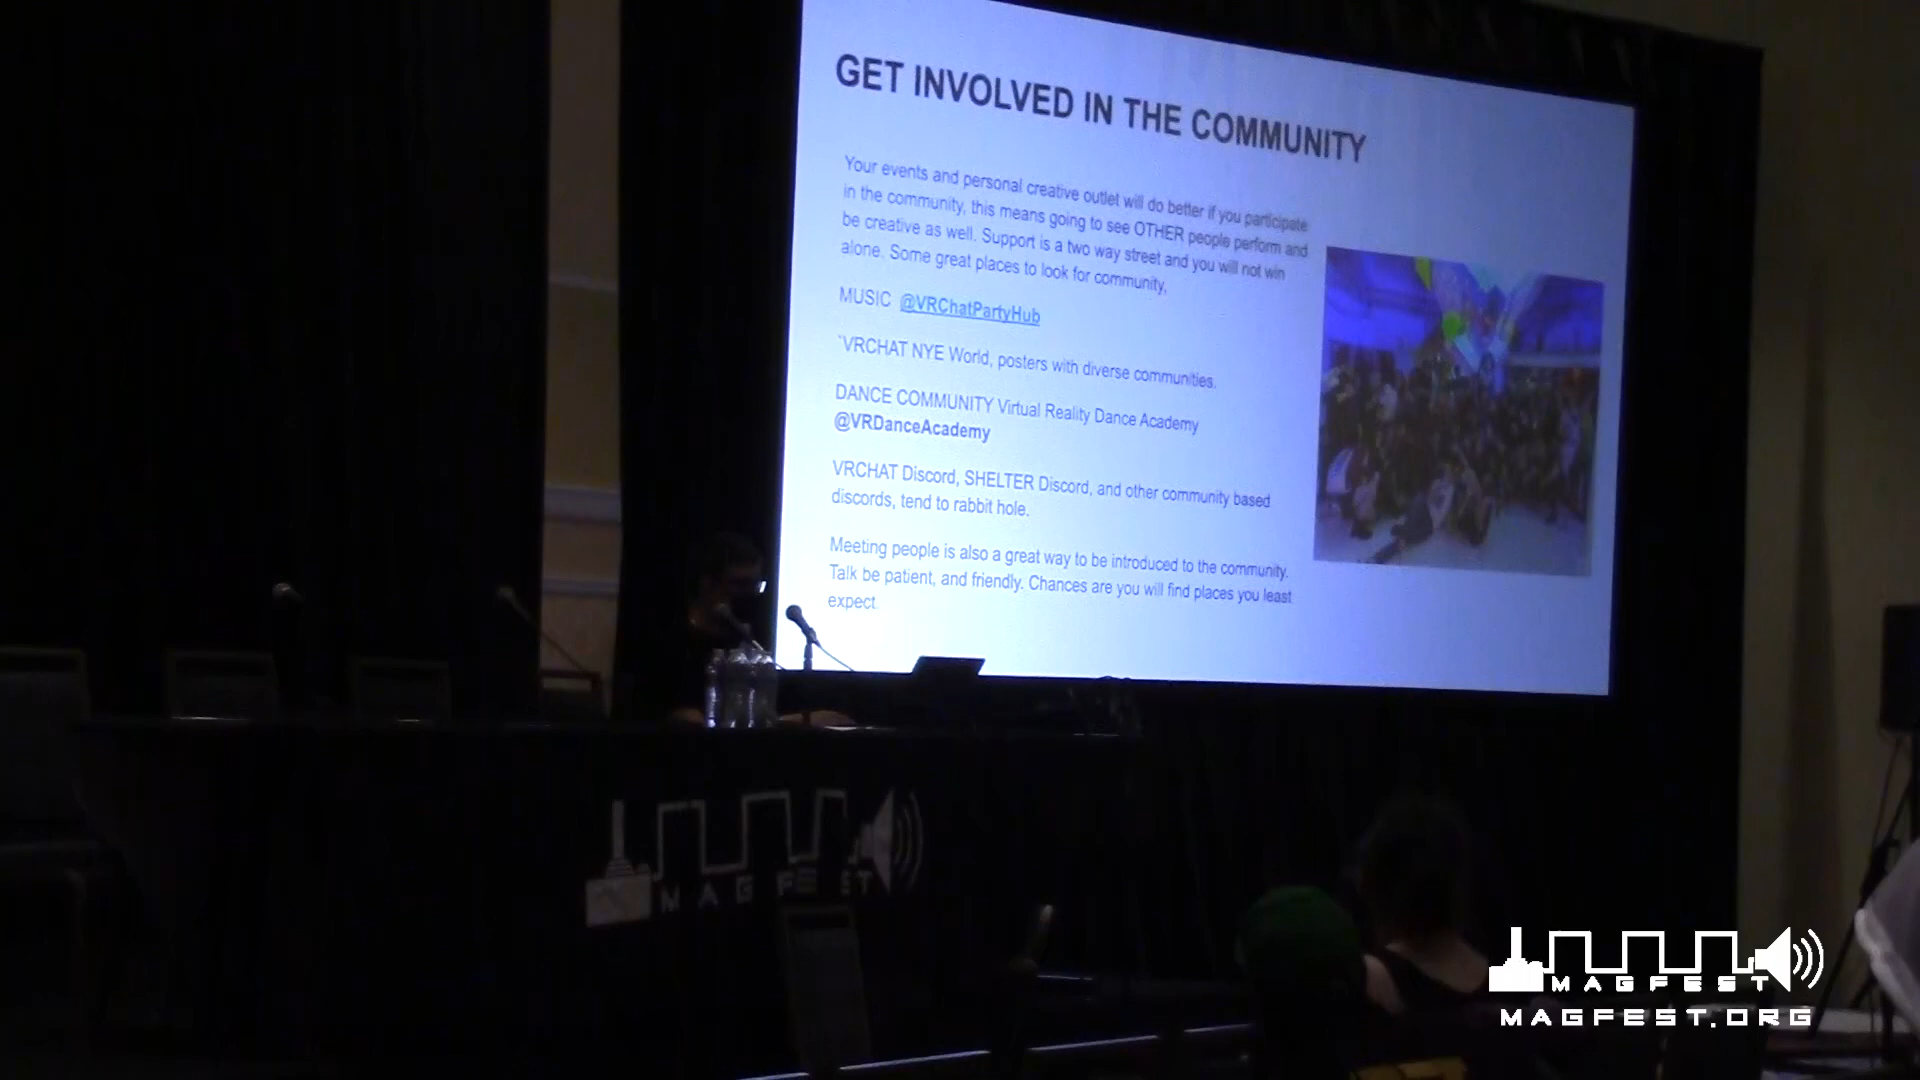 GET INVOLVED IN THE COMMUNITY
Your events and personal creative outlet will do better if you participate
in the community, this means going to see OTHER people perform and
be creative as well. Support is a two way street and you will not win
alone. Some great places to look for community,
MUSIC @VRChatPartyHub
`VRCHAT NYE World, posters with diverse communities.
DANCE COMMUNITY Virtual Reality Dance Academy
@VRDanceAcademy
VRCHAT Discord, SHELTER Discord, and other community based
discords, tend to rabbit hole.
Meeting people is also a great way to be introduced to the community.
Talk be patient, and friendly. Chances are you will find places you least
expect.
MAGFEST
MAGFEST
MAGFEST.ORG